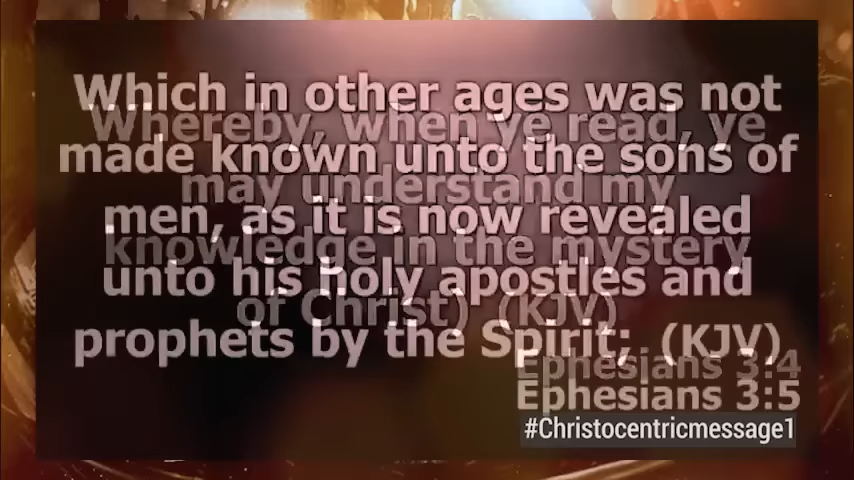 Which in other ages was not
made known unto the sons of
men, as it is now revealed
unto his holy apostles and
prophets by the Spirit; (KJV)
Ephesians 3:5
Whereby, when ye read, ye
may understand my
knowledge in the mystery
of Christ) (KJV)
Ephesians 3:4
#Christocentricmessage1